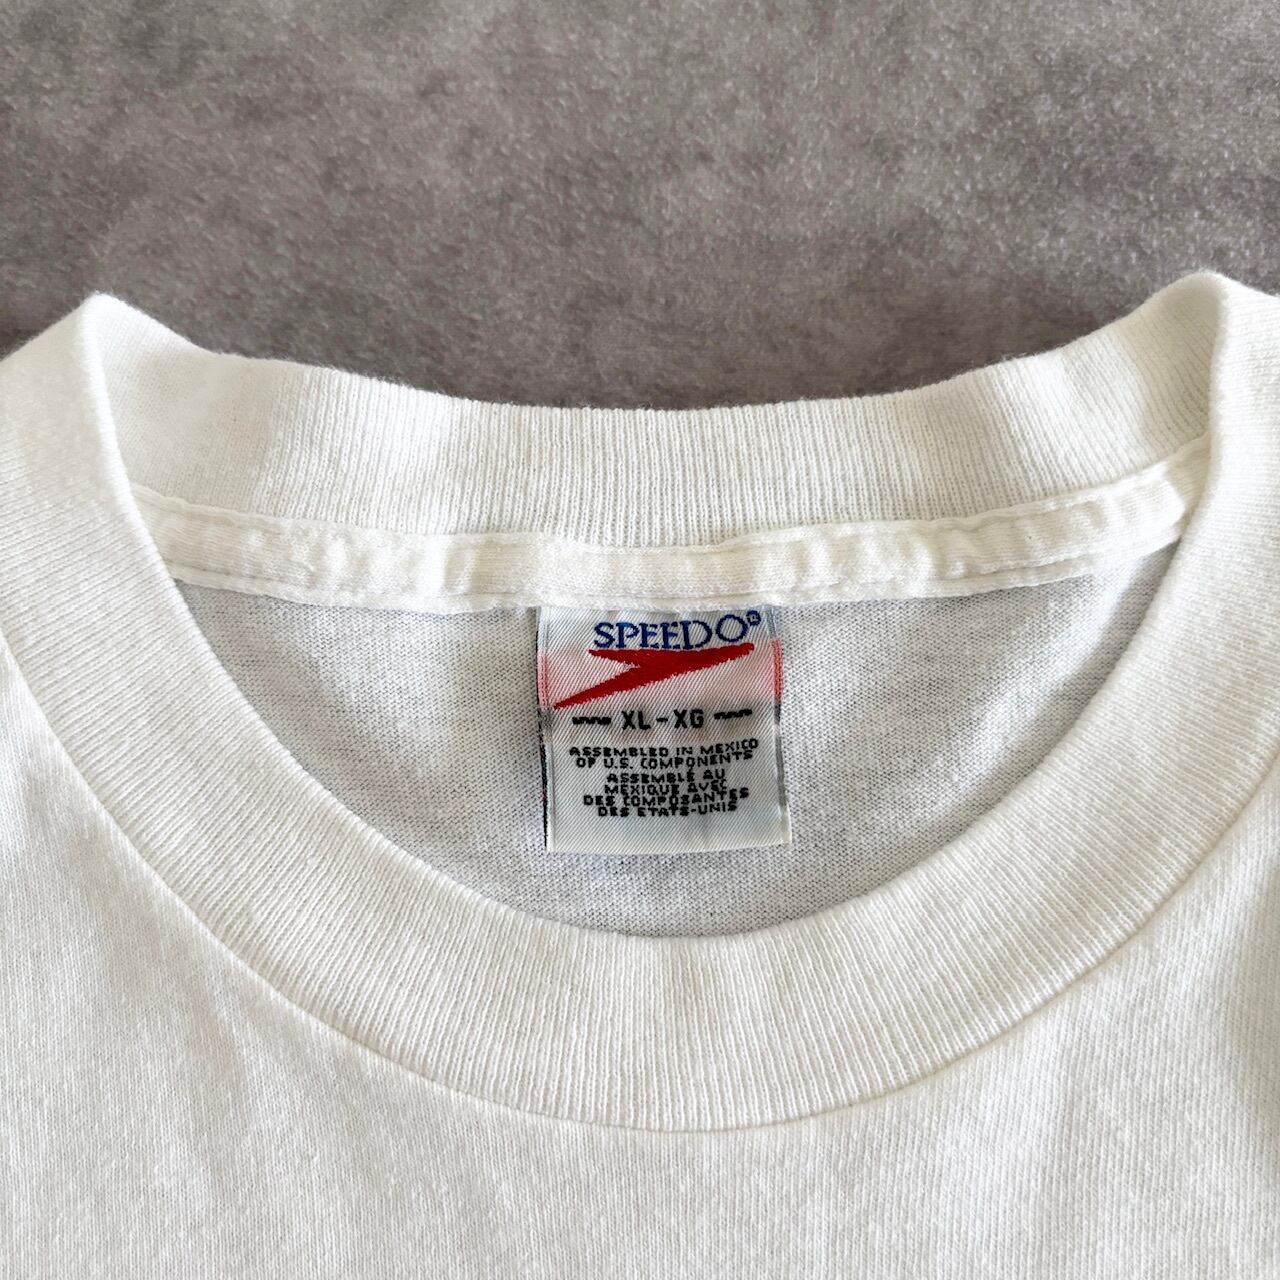 SPEEDO®
XL-XG
ASSEMBLED IN MEXICO
OF U.S. COMPONENTS
ASSEMBLÉ AU
MEXIQUE AVEC
DES COMPOSANTES
DES ETATS-UNIS